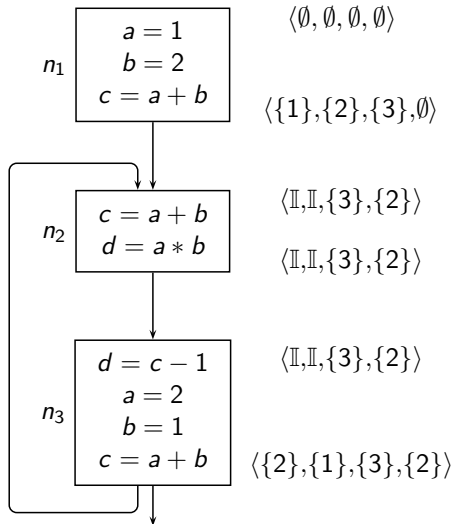 ⟨∅, ∅, ∅, ∅⟩
n₁
a = 1
b = 2
c = a + b
⟨{1},{2},{3},∅⟩
n₂
c = a + b
d = a ∗ b
⟨𝕀,𝕀,{3},{2}⟩
⟨𝕀,𝕀,{3},{2}⟩
n₃
d = c − 1
a = 2
b = 1
c = a + b
⟨𝕀,𝕀,{3},{2}⟩
⟨{2},{1},{3},{2}⟩